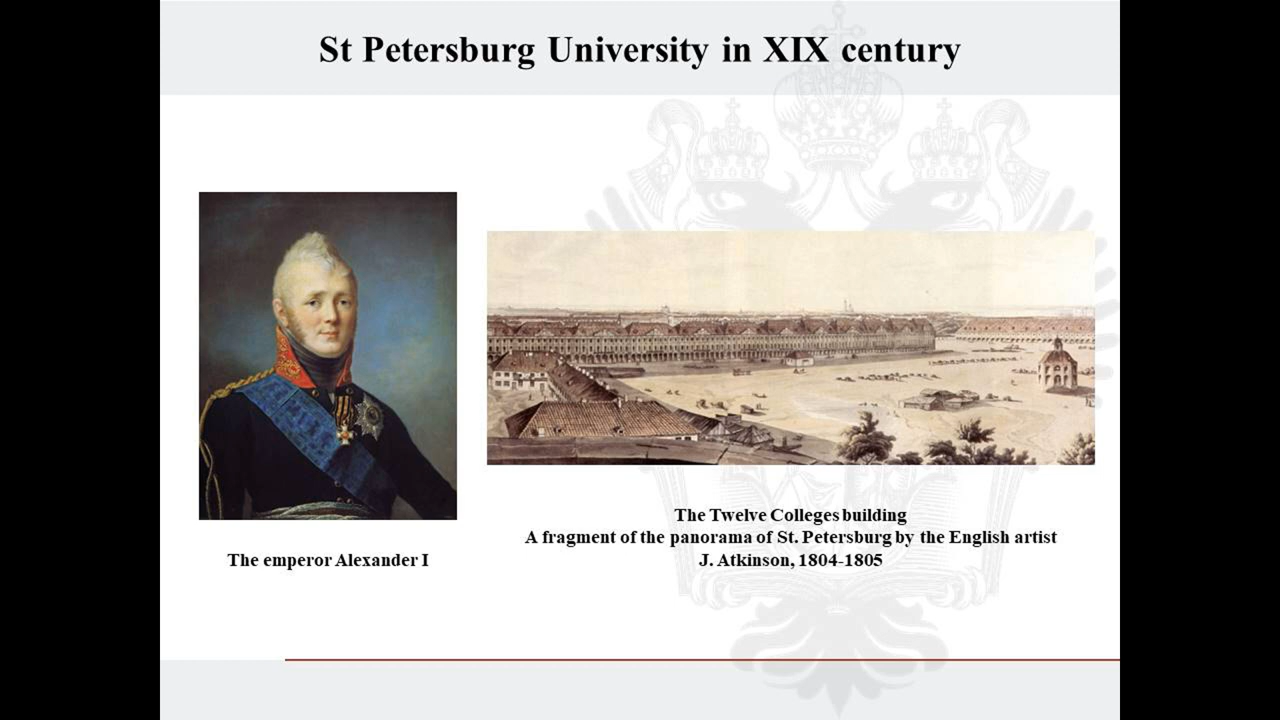 St Petersburg University in XIX century
The emperor Alexander I
The Twelve Colleges building
A fragment of the panorama of St. Petersburg by the English artist
J. Atkinson, 1804-1805